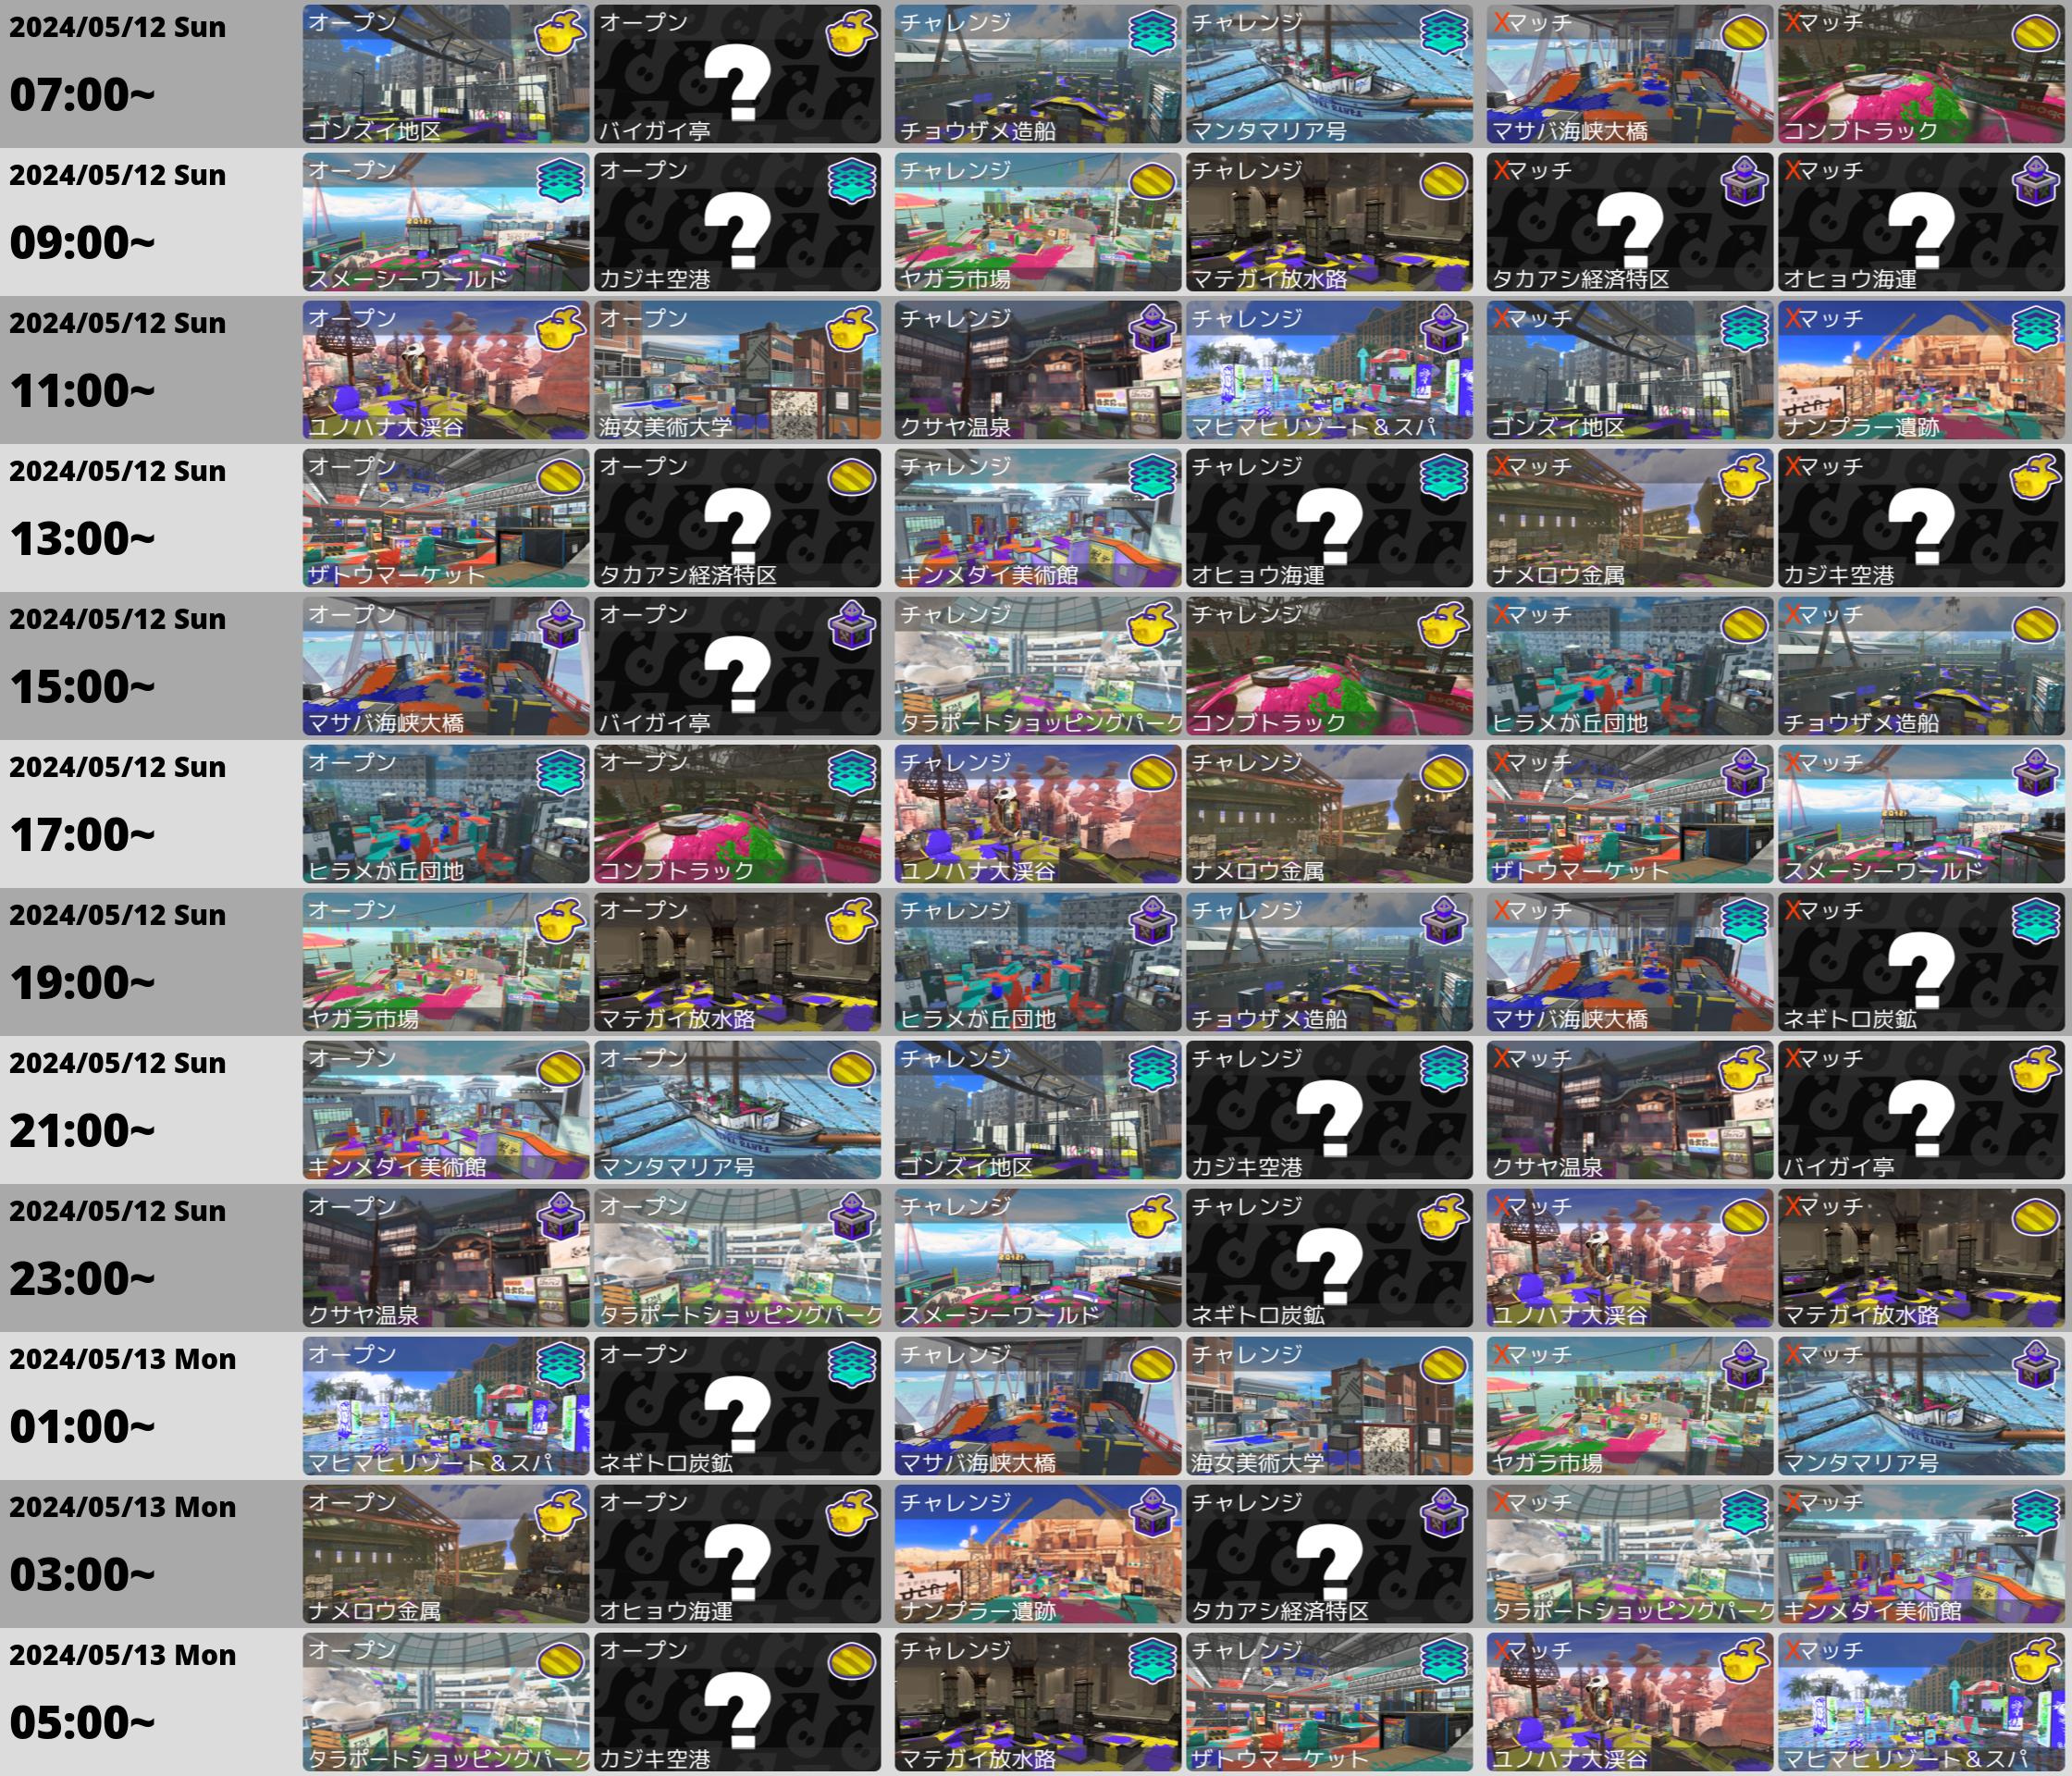 2024/05/12 Sun
07:00~
オープン オープン チャレンジ チャレンジ Xマッチ Xマッチ
ゴンズイ地区 バイガイ亭 チョウザメ造船 マンタマリア号 マサバ海峡大橋 コンブトラック
2024/05/12 Sun
09:00~
オープン オープン チャレンジ チャレンジ Xマッチ Xマッチ
スメーシーワールド カジキ空港 ヤガラ市場 マテガイ放水路 タカアシ経済特区 オヒョウ海運
2024/05/12 Sun
11:00~
オープン オープン チャレンジ チャレンジ Xマッチ Xマッチ
ユノハナ大渓谷 海女美術大学 クサヤ温泉 マヒマヒリゾート＆スパ ゴンズイ地区 ナンプラー遺跡
2024/05/12 Sun
13:00~
オープン オープン チャレンジ チャレンジ Xマッチ Xマッチ
ザトウマーケット タカアシ経済特区 キンメダイ美術館 オヒョウ海運 ナメロウ金属 カジキ空港
2024/05/12 Sun
15:00~
オープン オープン チャレンジ チャレンジ Xマッチ Xマッチ
マサバ海峡大橋 バイガイ亭 タラポートショッピングパーク コンブトラック ヒラメが丘団地 チョウザメ造船
2024/05/12 Sun
17:00~
オープン オープン チャレンジ チャレンジ Xマッチ Xマッチ
ヒラメが丘団地 コンブトラック ユノハナ大渓谷 ナメロウ金属 ザトウマーケット スメーシーワールド
2024/05/12 Sun
19:00~
オープン オープン チャレンジ チャレンジ Xマッチ Xマッチ
ヤガラ市場 マテガイ放水路 ヒラメが丘団地 チョウザメ造船 マサバ海峡大橋 ネギトロ炭鉱
2024/05/12 Sun
21:00~
オープン オープン チャレンジ チャレンジ Xマッチ Xマッチ
キンメダイ美術館 マンタマリア号 ゴンズイ地区 カジキ空港 クサヤ温泉 バイガイ亭
2024/05/12 Sun
23:00~
オープン オープン チャレンジ チャレンジ Xマッチ Xマッチ
クサヤ温泉 タラポートショッピングパーク スメーシーワールド ネギトロ炭鉱 ユノハナ大渓谷 マテガイ放水路
2024/05/13 Mon
01:00~
オープン オープン チャレンジ チャレンジ Xマッチ Xマッチ
マヒマヒリゾート＆スパ ネギトロ炭鉱 マサバ海峡大橋 海女美術大学 ヤガラ市場 マンタマリア号
2024/05/13 Mon
03:00~
オープン オープン チャレンジ チャレンジ Xマッチ Xマッチ
ナメロウ金属 オヒョウ海運 ナンプラー遺跡 タカアシ経済特区 タラポートショッピングパーク キンメダイ美術館
2024/05/13 Mon
05:00~
オープン オープン チャレンジ チャレンジ Xマッチ Xマッチ
タラポートショッピングパーク カジキ空港 マテガイ放水路 ザトウマーケット ユノハナ大渓谷 マヒマヒリゾート＆スパ